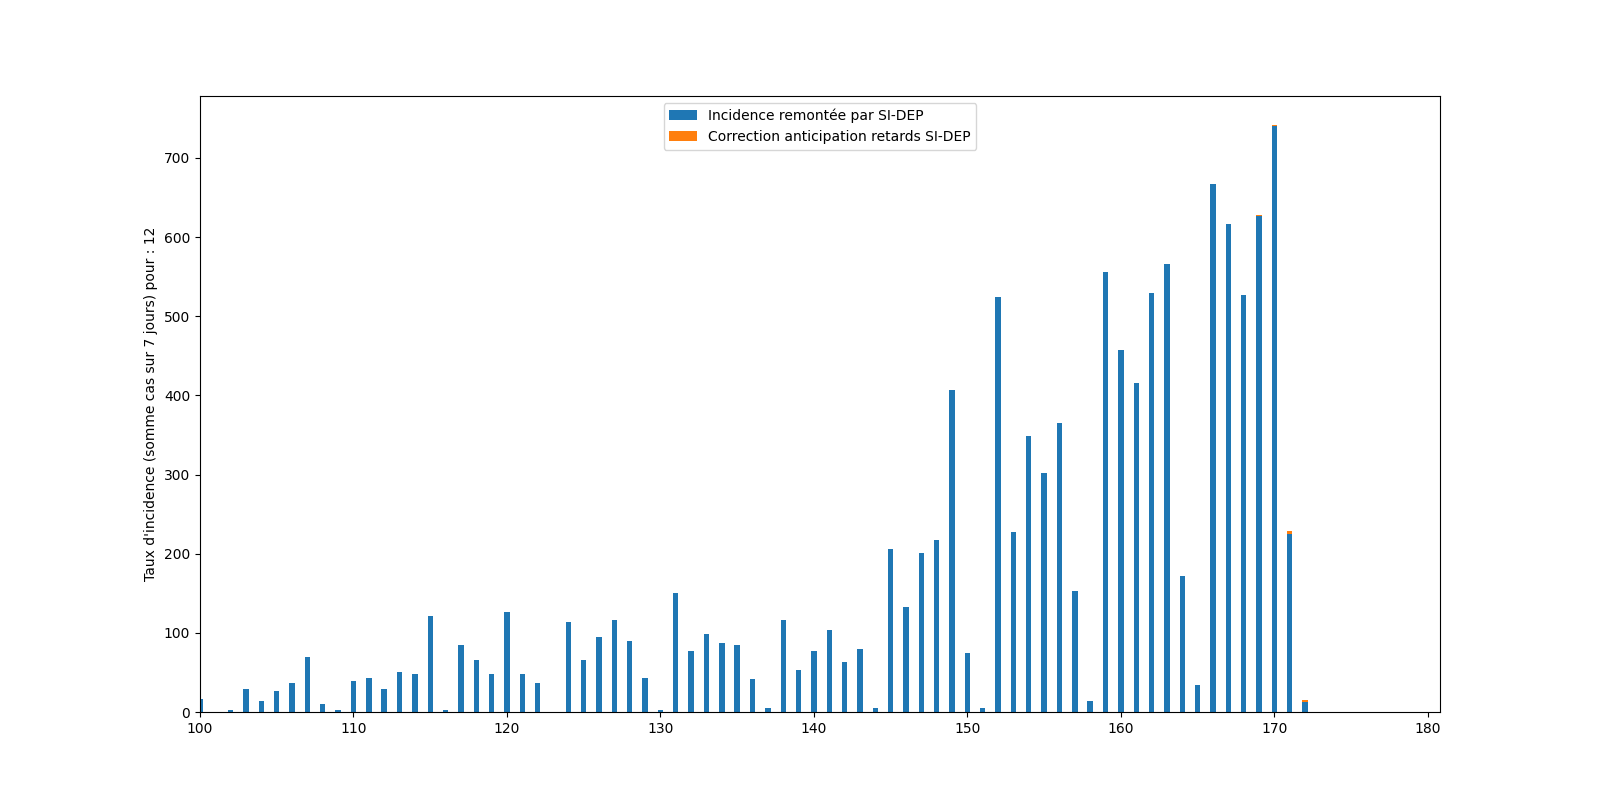 Incidence remontée par SI-DEP
Correction anticipation retards SI-DEP
Taux d'incidence (somme cas sur 7 jours) pour : 12
700
600
500
400
300
200
100
0
100 110 120 130 140 150 160 170 180